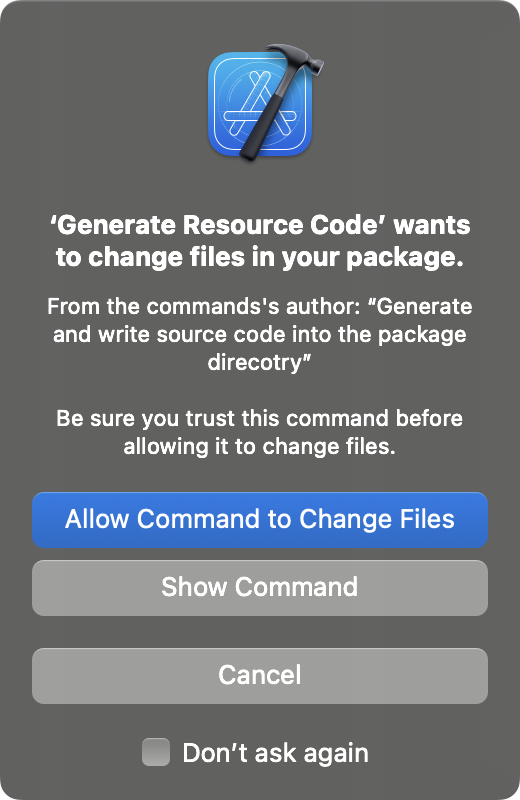 ‘Generate Resource Code’ wants
to change files in your package.
From the commands's author: “Generate
and write source code into the package
direcotry”
Be sure you trust this command before
allowing it to change files.
Allow Command to Change Files
Show Command
Cancel
Don’t ask again